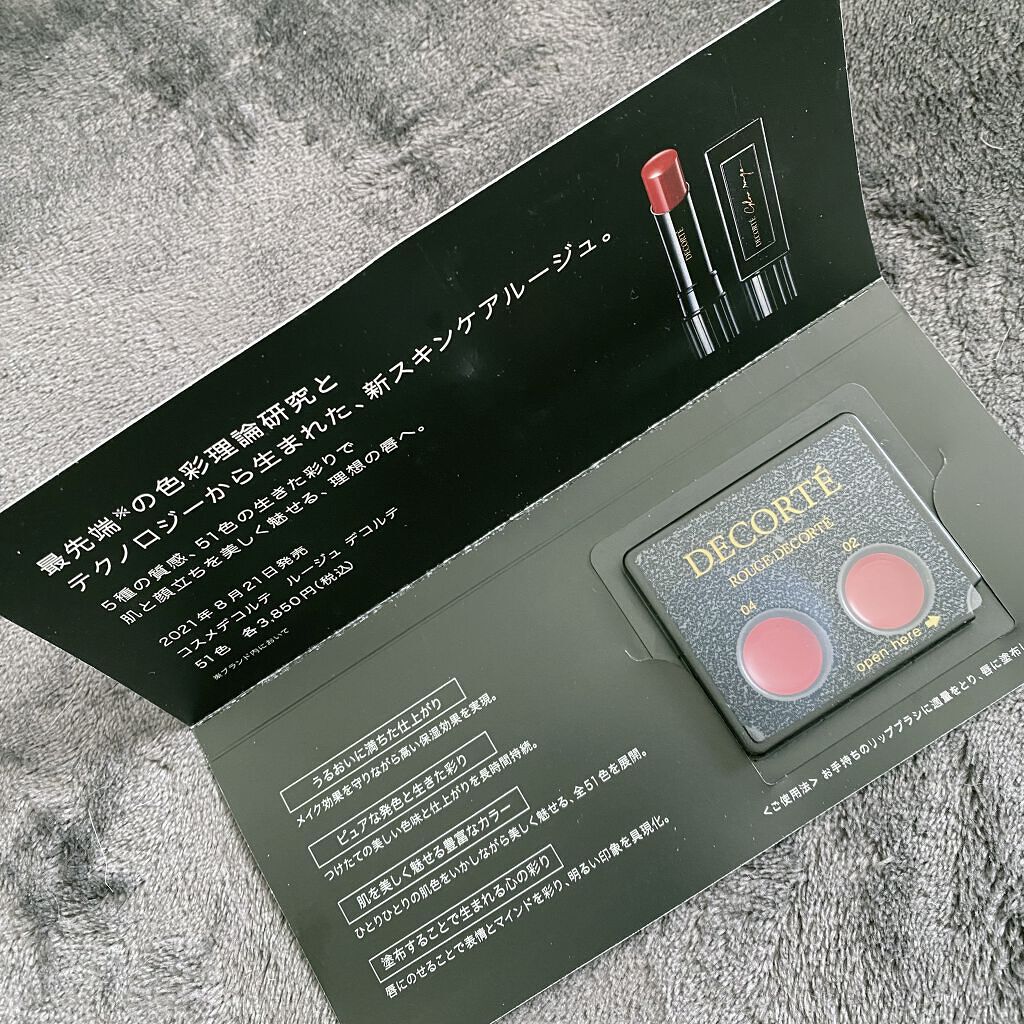 最先端※の色彩理論研究と
テクノロジーから生まれた、新スキンケアルージュ。
5種の質感、51色の生きた彩りで
肌と顔立ちを美しく魅せる、理想の唇へ。
2021年8月21日発売
コスメデコルテ ルージュ デコルテ
51色 各3,850円(税込)
※ブランド内において
DECORTÉ
DECORTÉ
DECORTÉ
ROUGE DECORTÉ
04
02
open here
うるおいに満ちた仕上がり
メイク効果を守りながら高い保湿効果を実現。
ピュアな発色と生きた彩り
つけたての美しい色味と仕上がりを長時間持続。
肌を美しく魅せる豊富なカラー
ひとりひとりの肌色をいかしながら美しく魅せる、全51色を展開。
塗布することで生まれる心の彩り
唇にのせることで表情とマインドを彩り、明るい印象を具現化。
<ご使用法> お手持ちのリップブラシに適量をとり、唇に塗布